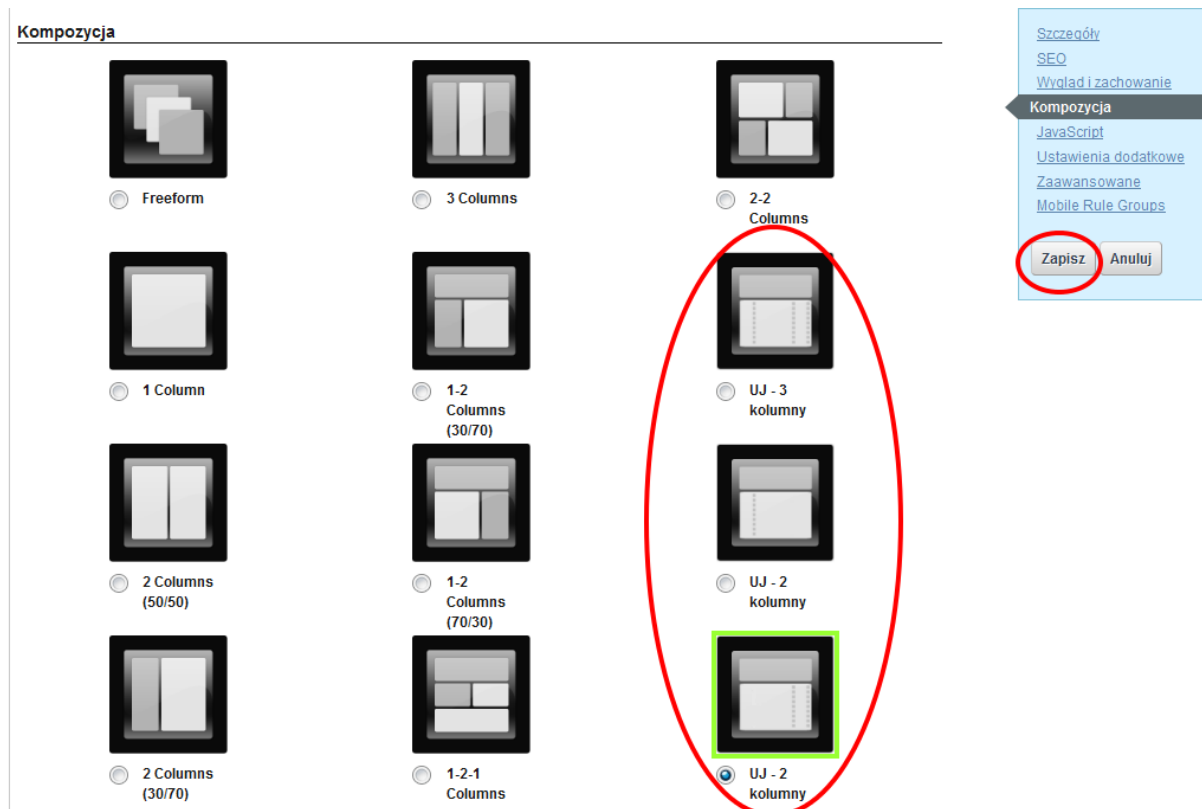 Kompozycja
Freeform
3 Columns
2-2
Columns
1 Column
1-2
Columns
(30/70)
UJ - 3
kolumny
2 Columns
(50/50)
1-2
Columns
(70/30)
UJ - 2
kolumny
2 Columns
(30/70)
1-2-1
Columns
UJ - 2
kolumny
Szczegóły
SEO
Wyglad i zachowanie
Kompozycja
JavaScript
Ustawienia dodatkowe
Zaawansowane
Mobile Rule Groups
Zapisz Anuluj